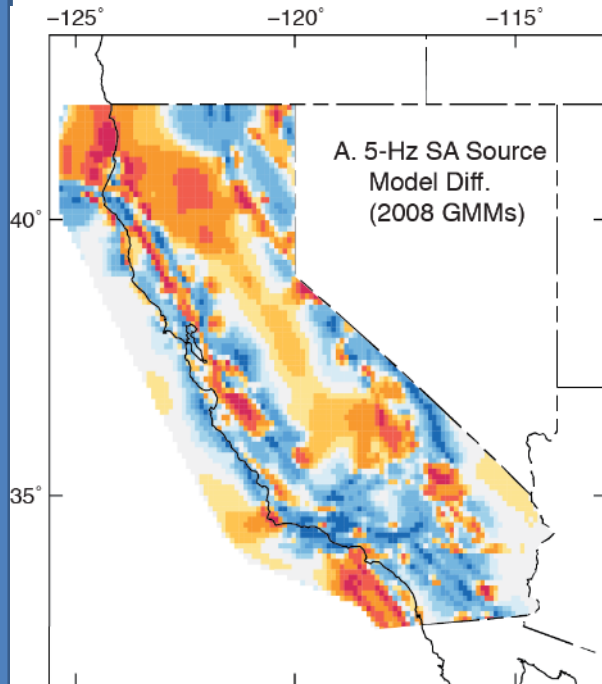 −125˚ −120˚ −115˚
A. 5-Hz SA Source
Model Diff.
(2008 GMMs)
40˚
35˚